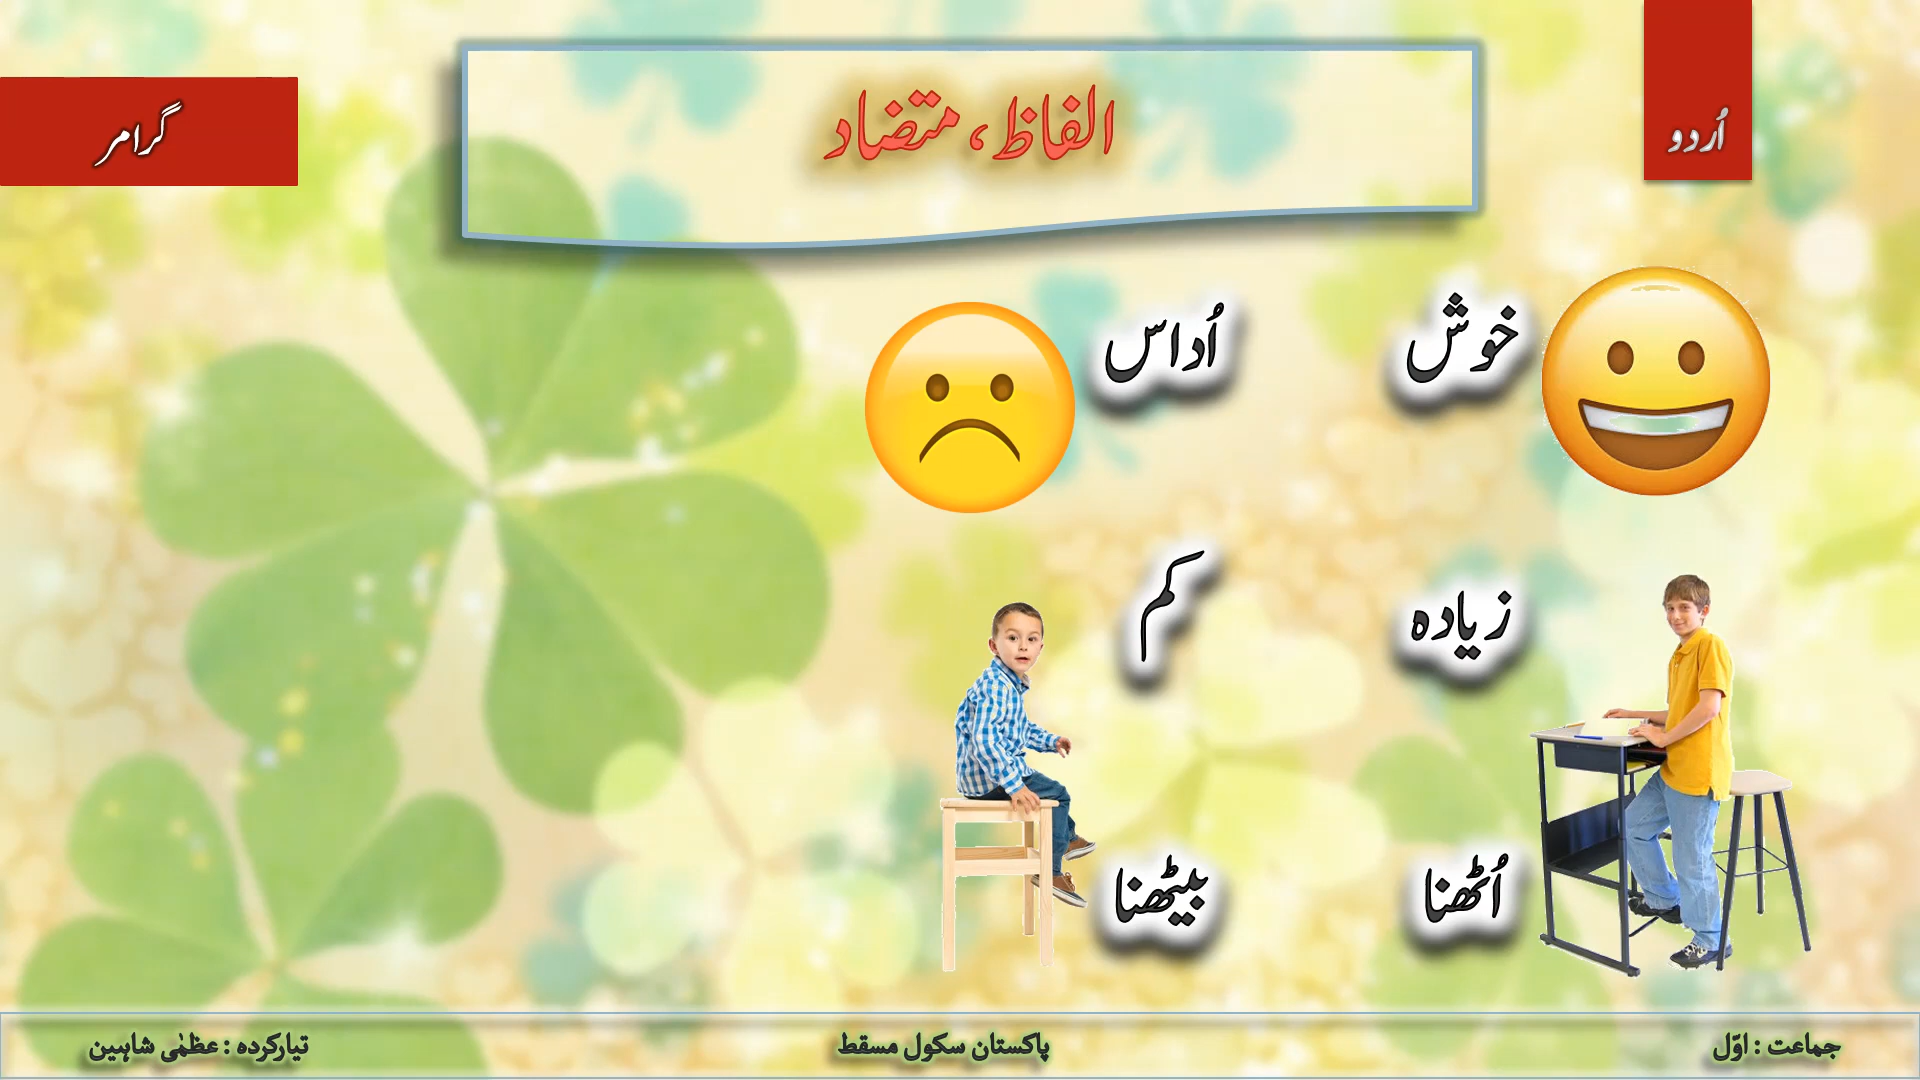 اُردو
الفاظ، متضاد
گرامر
خوش اُداس
زیادہ کم
اُٹھنا بیٹھنا
جماعت : اوّل
پاکستان سکول مسقط
تیارکردہ : عظمٰی شاہین